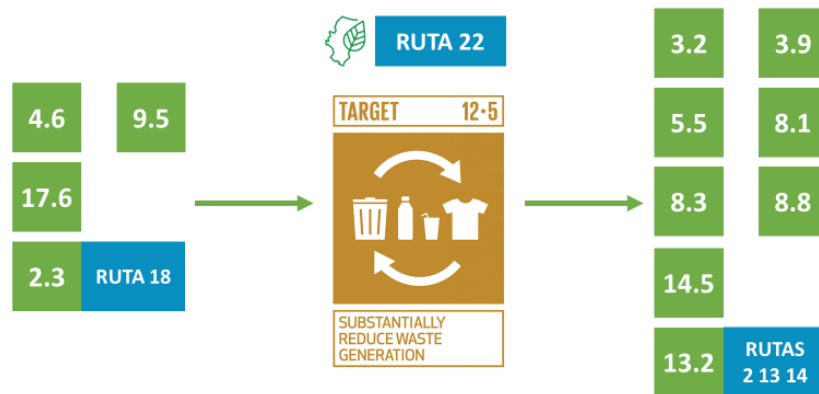 RUTA 22
4.6 9.5
17.6
2.3 RUTA 18
TARGET 12•5
SUBSTANTIALLY
REDUCE WASTE
GENERATION
3.2 3.9
5.5 8.1
8.3 8.8
14.5
13.2 RUTAS
2 13 14